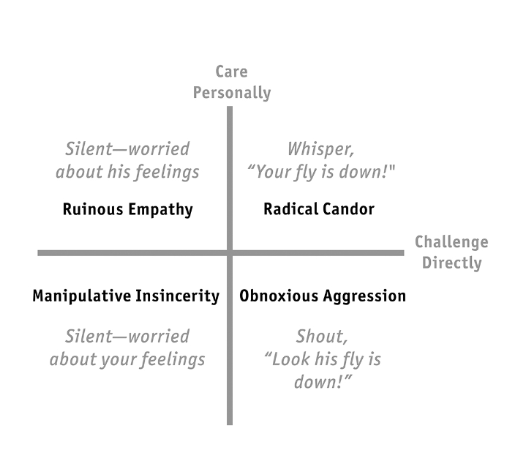 Care
Personally
Silent—worried
about his feelings
Whisper,
“Your fly is down!"
Ruinous Empathy
Radical Candor
Challenge
Directly
Manipulative Insincerity
Obnoxious Aggression
Silent—worried
about your feelings
Shout,
“Look his fly is
down!”